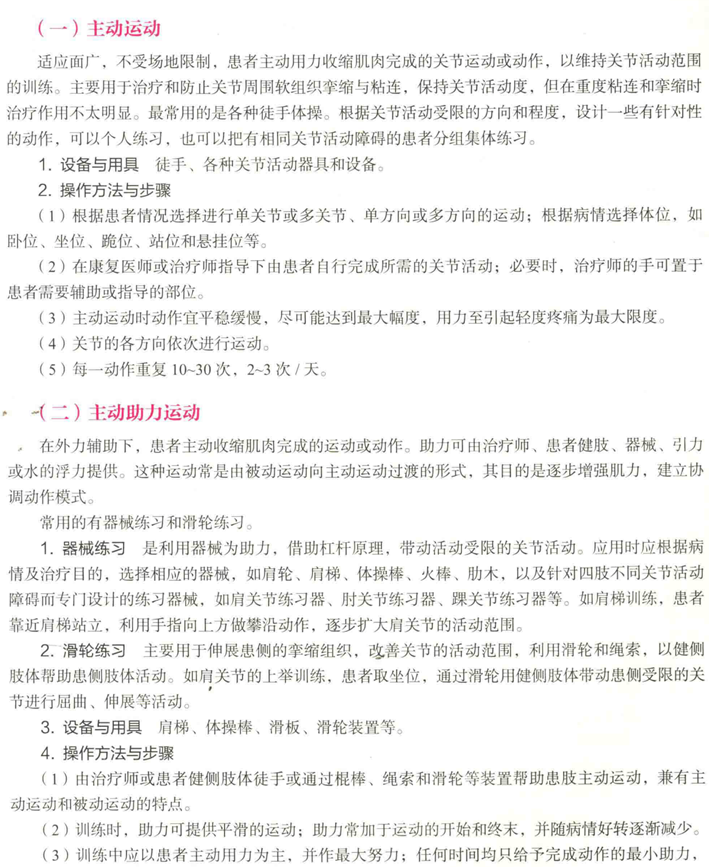 （一）主动运动
适应面广，不受场地限制，患者主动用力收缩肌肉完成的关节运动或动作，以维持关节活动范围
的训练。主要用于治疗和防止关节周围软组织挛缩与粘连，保持关节活动度，但在重度粘连和挛缩时
治疗作用不太明显。最常用的是各种徒手体操。根据关节活动受限的方向和程度，设计一些有针对性
的动作，可以个人练习，也可以把有相同关节活动障碍的患者分组集体练习。
1. 设备与用具　徒手、各种关节活动器具和设备。
2. 操作方法与步骤
（1）根据患者情况选择进行单关节或多关节、单方向或多方向的运动；根据病情选择体位，如
卧位、坐位、跪位、站位和悬挂位等。
（2）在康复医师或治疗师指导下由患者自行完成所需的关节活动；必要时，治疗师的手可置于
患者需要辅助或指导的部位。
（3）主动运动时动作宜平稳缓慢，尽可能达到最大幅度，用力至引起轻度疼痛为最大限度。
（4）关节的各方向依次进行运动。
（5）每一动作重复 10~30 次，2~3 次 / 天。
（二）主动助力运动
在外力辅助下，患者主动收缩肌肉完成的运动或动作。助力可由治疗师、患者健肢、器械、引力
或水的浮力提供。这种运动常是由被动运动向主动运动过渡的形式，其目的是逐步增强肌力，建立协
调动作模式。
常用的有器械练习和滑轮练习。
1. 器械练习　是利用器械为助力，借助杠杆原理，带动活动受限的关节活动。应用时应根据病
情及治疗目的，选择相应的器械，如肩轮、肩梯、体操棒、火棒、肋木，以及针对四肢不同关节活动
障碍而专门设计的练习器械，如肩关节练习器、肘关节练习器、踝关节练习器等。如肩梯训练，患者
靠近肩梯站立，利用手指向上方做攀沿动作，逐步扩大肩关节的活动范围。
2. 滑轮练习　主要用于伸展患侧的挛缩组织，改善关节的活动范围，利用滑轮和绳索，以健侧
肢体帮助患侧肢体活动。如肩关节的上举训练，患者取坐位，通过滑轮用健侧肢体带动患侧受限的关
节进行屈曲、伸展等活动。
3. 设备与用具　肩梯、体操棒、滑板、滑轮装置等。
4. 操作方法与步骤
（1）由治疗师或患者健侧肢体徒手或通过棍棒、绳索和滑轮等装置帮助患肢主动运动，兼有主
动运动和被动运动的特点。
（2）训练时，助力可提供平滑的运动；助力常加于运动的开始和终末，并随病情好转逐渐减少。
（3）训练中应以患者主动用力为主，并作最大努力；任何时间均只给予完成动作的最小助力，